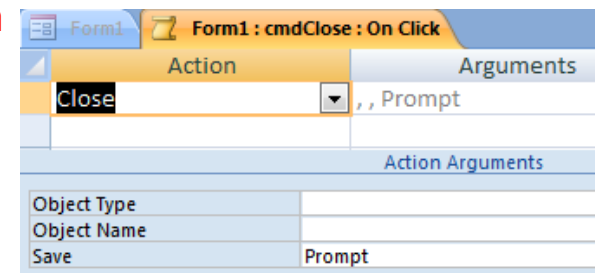 Form1 Form1 : cmdClose : On Click
Action Arguments
Close , , Prompt
Action Arguments
Object Type
Object Name
Save Prompt